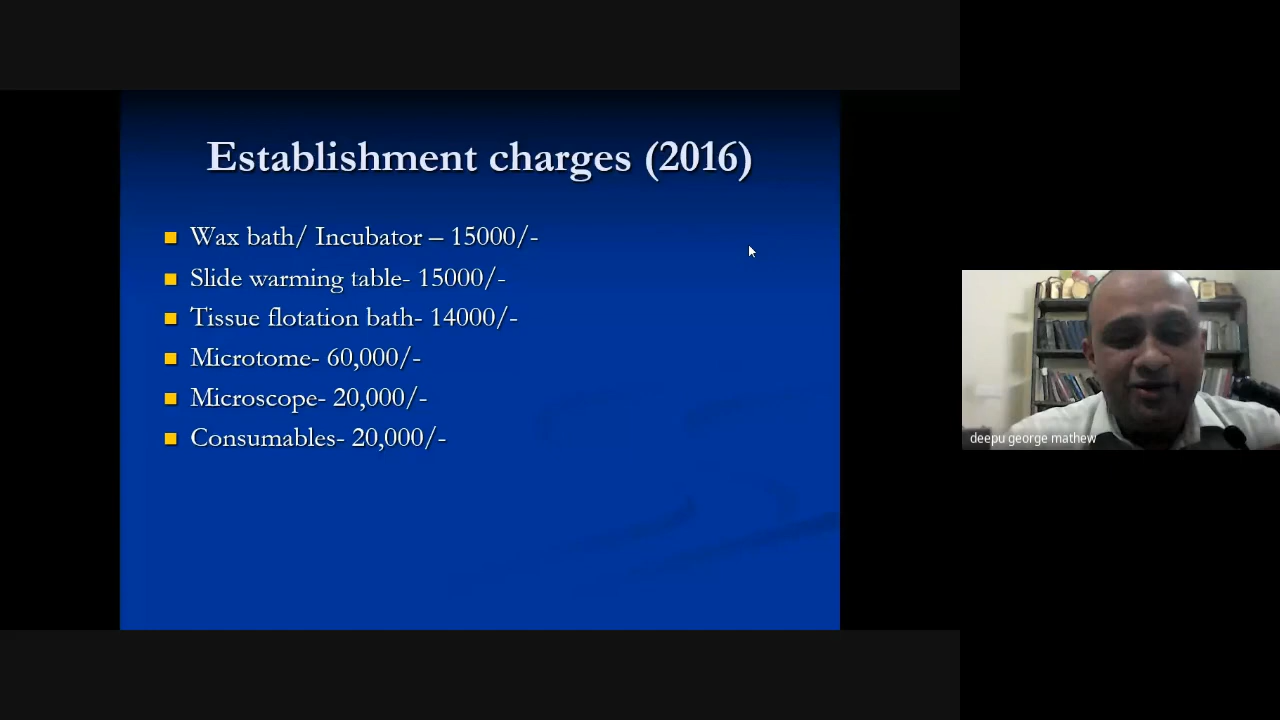 Establishment charges (2016)
Wax bath/ Incubator – 15000/-
Slide warming table- 15000/-
Tissue flotation bath- 14000/-
Microtome- 60,000/-
Microscope- 20,000/-
Consumables- 20,000/-
deepu george mathew